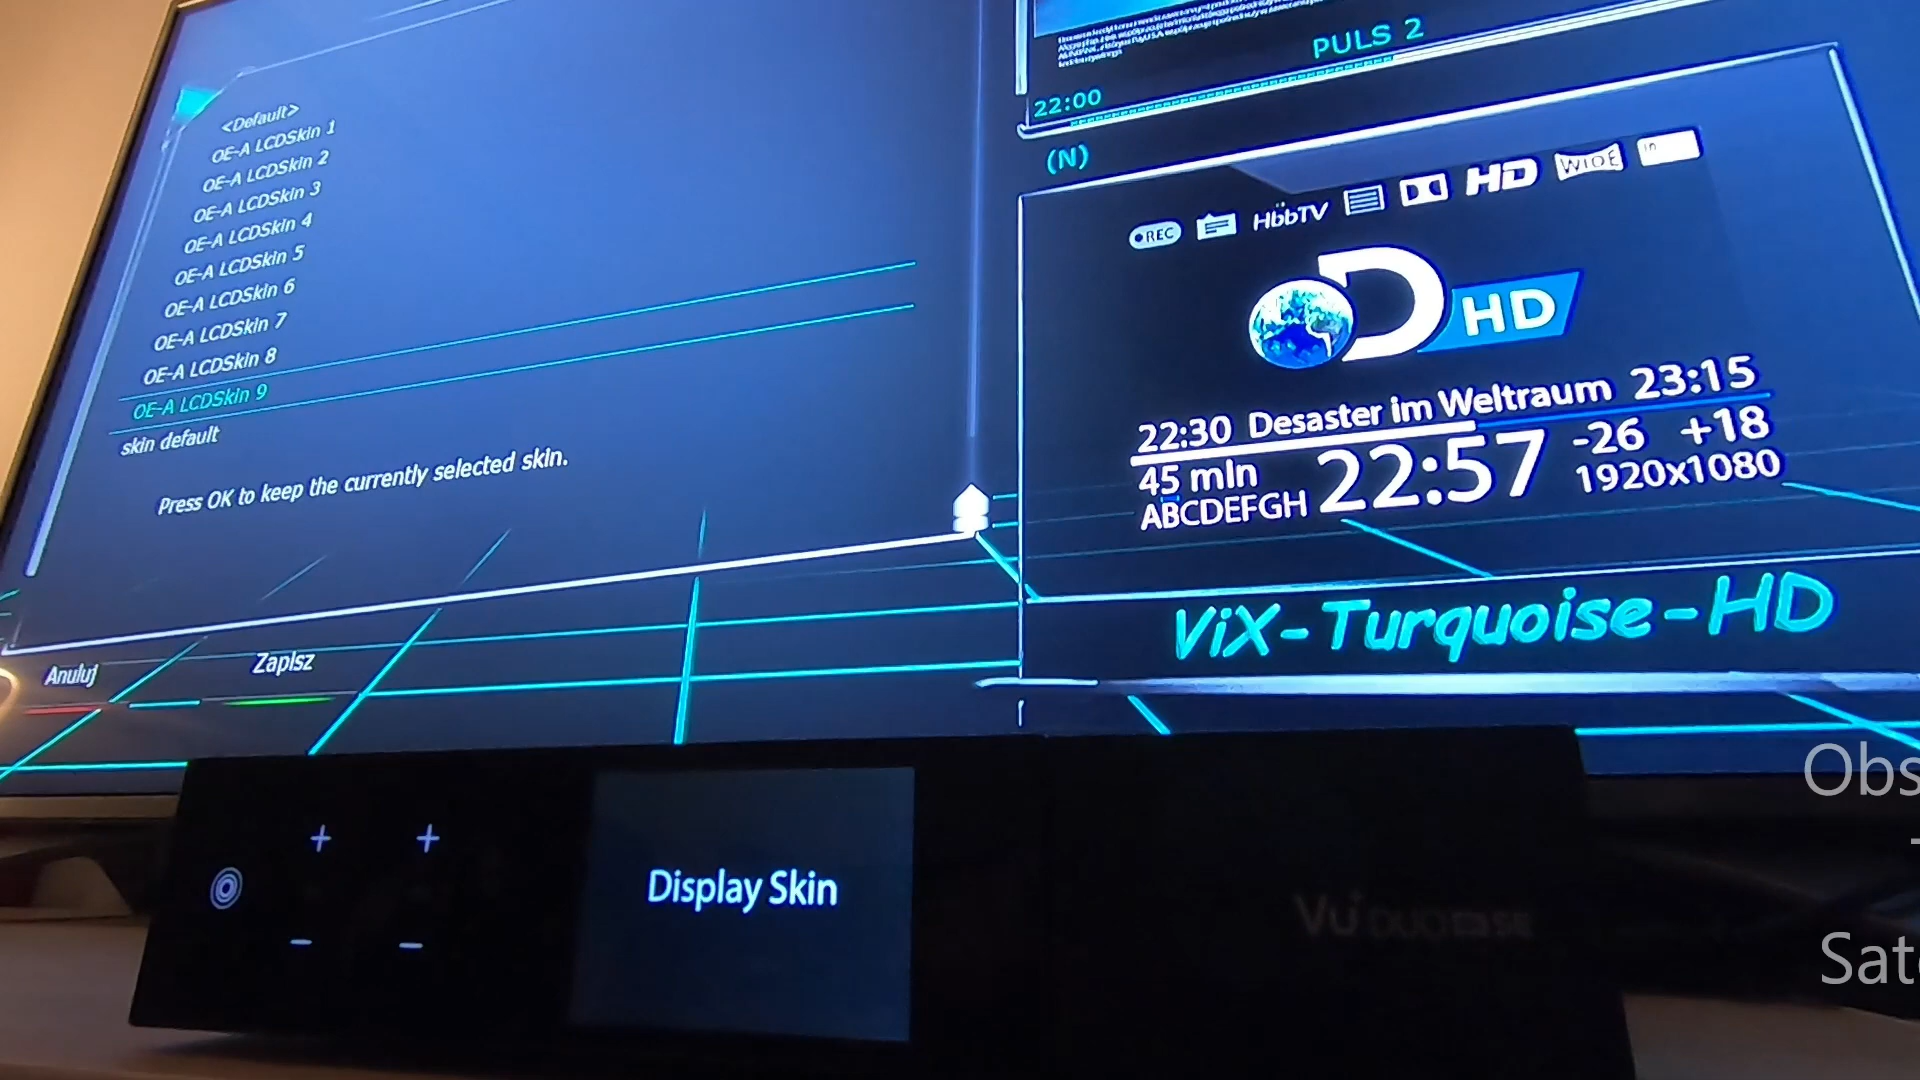 <Default>
OE-A LCDSkin 1
OE-A LCDSkin 2
OE-A LCDSkin 3
OE-A LCDSkin 4
OE-A LCDSkin 5
OE-A LCDSkin 6
OE-A LCDSkin 7
OE-A LCDSkin 8
OE-A LCDSkin 9
skin default
Press OK to keep the currently selected skin.
Anuluj
Zapisz
PULS 2
22:00
(N)
REC HbbTV HD WIDE in
D HD
22:30 Desaster im Weltraum 23:15
45 min 22:57 -26 +18
ABCDEFGH 1920x1080
ViX-Turquoise-HD
Display Skin
Vu+
Obs
Sat